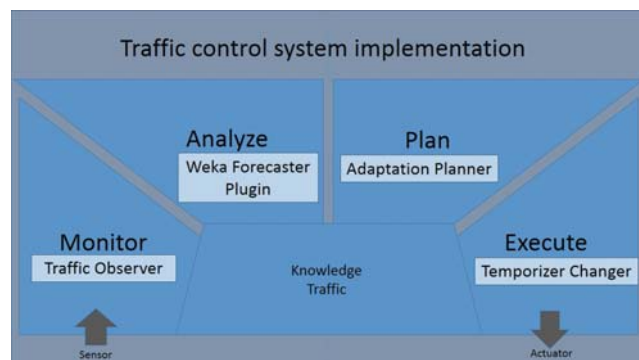 Traffic control system implementation
Analyze
Weka Forecaster
Plugin
Plan
Adaptation Planner
Monitor
Traffic Observer
Knowledge
Traffic
Execute
Temporizer Changer
Sensor
Actuator